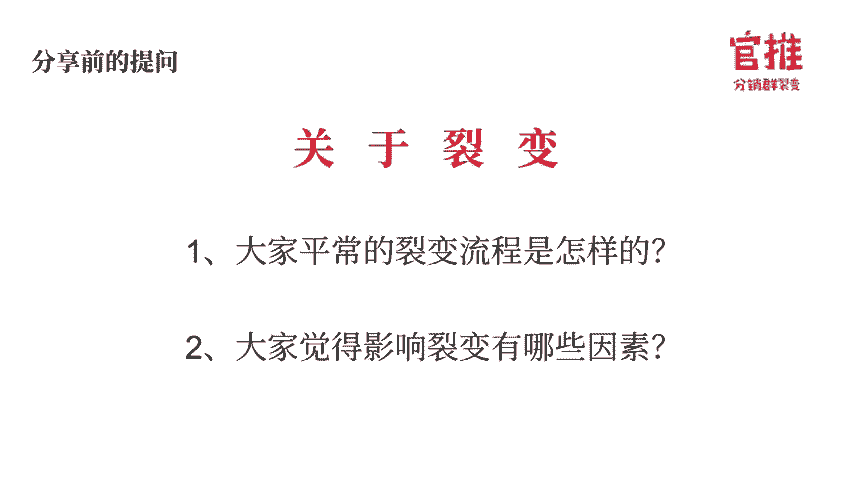 分享前的提问
官推
分销群裂变
关于裂变
1、大家平常的裂变流程是怎样的？
2、大家觉得影响裂变有哪些因素？